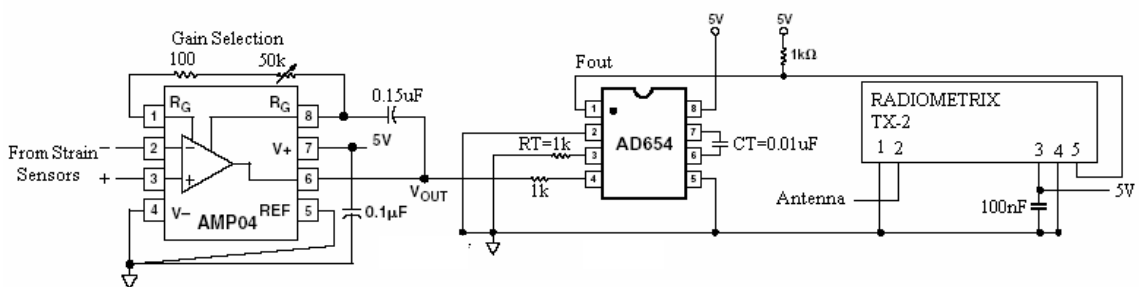 Gain Selection
100
50k
1
RG
RG
8
0.15uF
2
V+
7
5V
3
6
4
V−
REF
5
AMP04
From Strain
Sensors
−
+
VOUT
0.1μF
Fout
5V
5V
1kΩ
1
8
2
7
3
6
4
5
AD654
RT=1k
1k
CT=0.01uF
RADIOMETRIX
TX-2
1 2
3 4 5
Antenna
100nF
5V